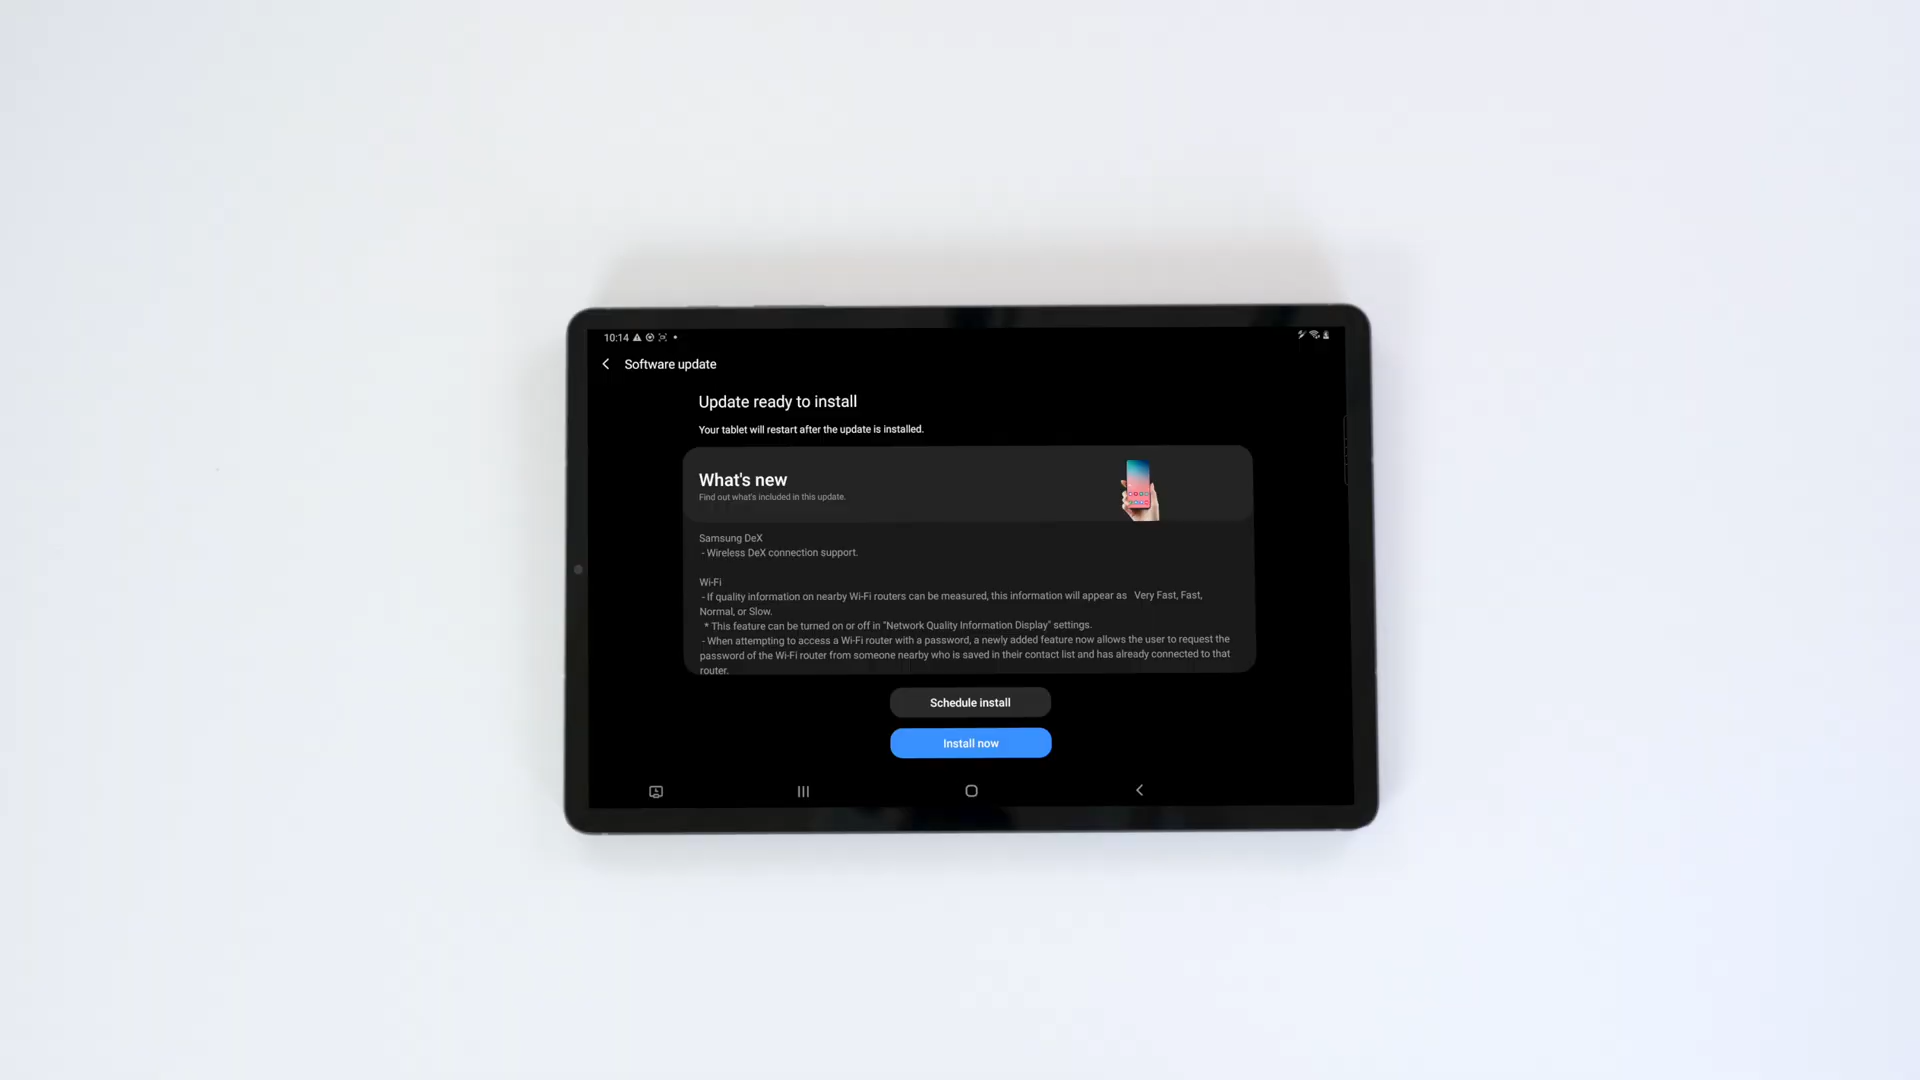 10:14
Software update
Update ready to install
Your tablet will restart after the update is installed.
What's new
Find out what's included in this update.
Samsung DeX
- Wireless DeX connection support.
Wi-Fi
- If quality information on nearby Wi-Fi routers can be measured, this information will appear as Very Fast, Fast,
Normal, or Slow.
* This feature can be turned on or off in "Network Quality Information Display" settings.
- When attempting to access a Wi-Fi router with a password, a newly added feature now allows the user to request the
password of the Wi-Fi router from someone nearby who is saved in their contact list and has already connected to that
router.
Schedule install
Install now